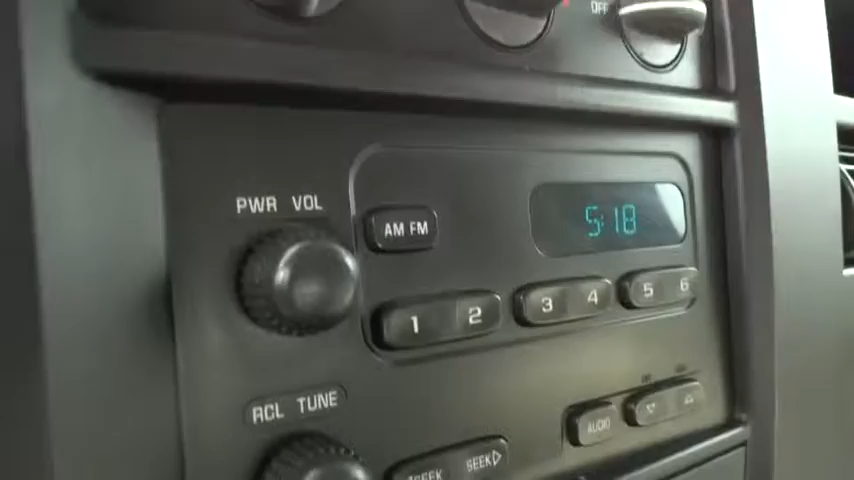 OFF
PWR VOL
AM FM
5:18
1 2 3 4 5 6
RCL TUNE
AUDIO
SEEK SEEK